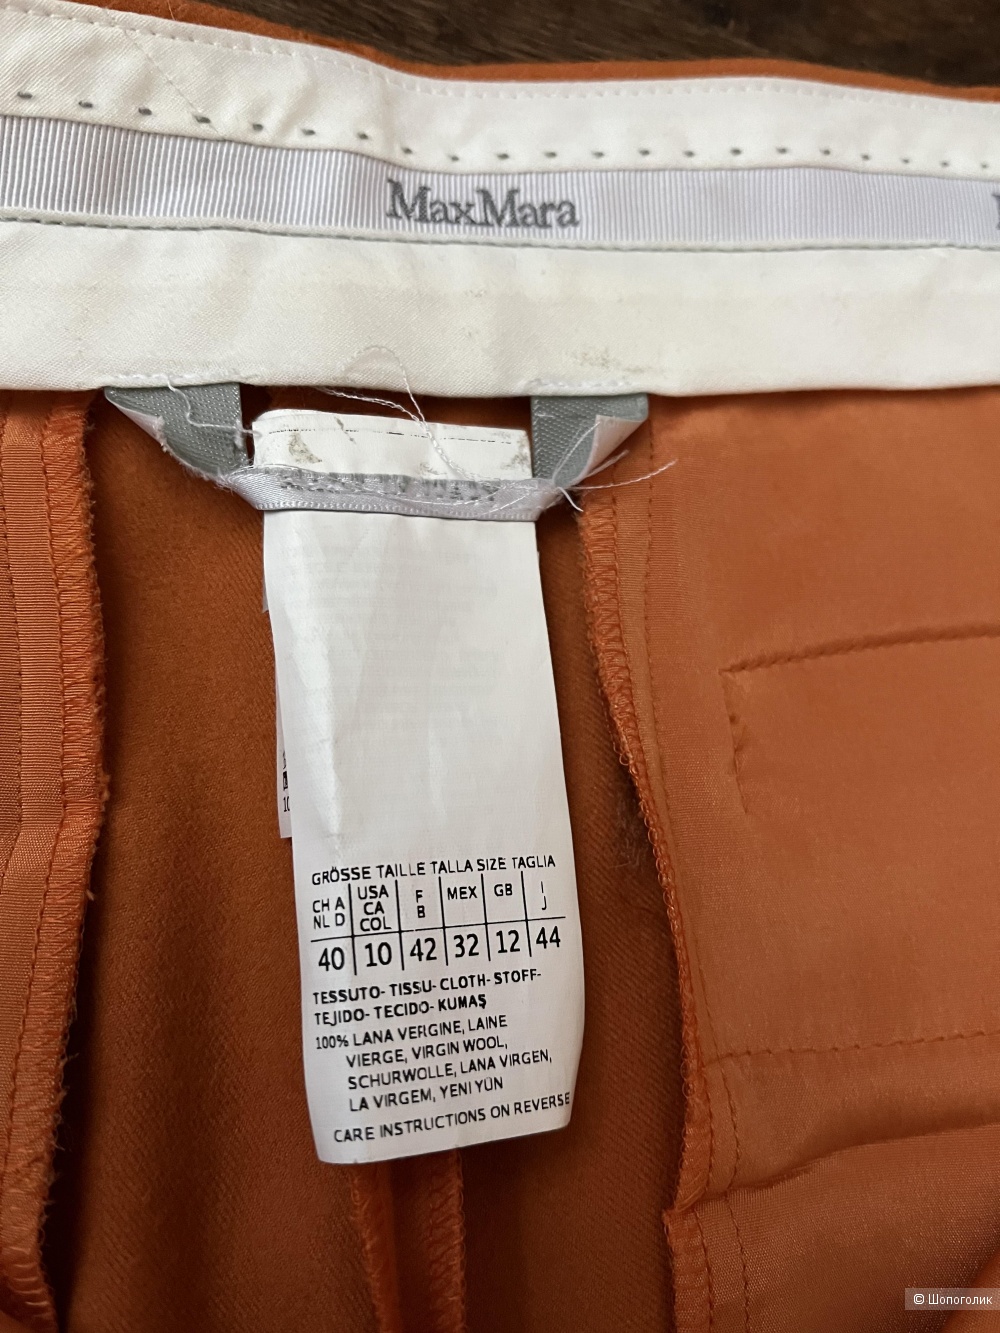 MaxMara
GRÖSSE TAILLE TALLA SIZE TAGLIA
CH A USA F MEX GB I
NL D CA B J
COL
40 10 42 32 12 44
TESSUTO- TISSU- CLOTH- STOFF-
TEJIDO- TECIDO- KUMAŞ
100% LANA VERGINE, LAINE
VIERGE, VIRGIN WOOL,
SCHURWOLLE, LANA VIRGEN,
LA VIRGEM, YENI YÜN
CARE INSTRUCTIONS ON REVERSE
© Шопоголик